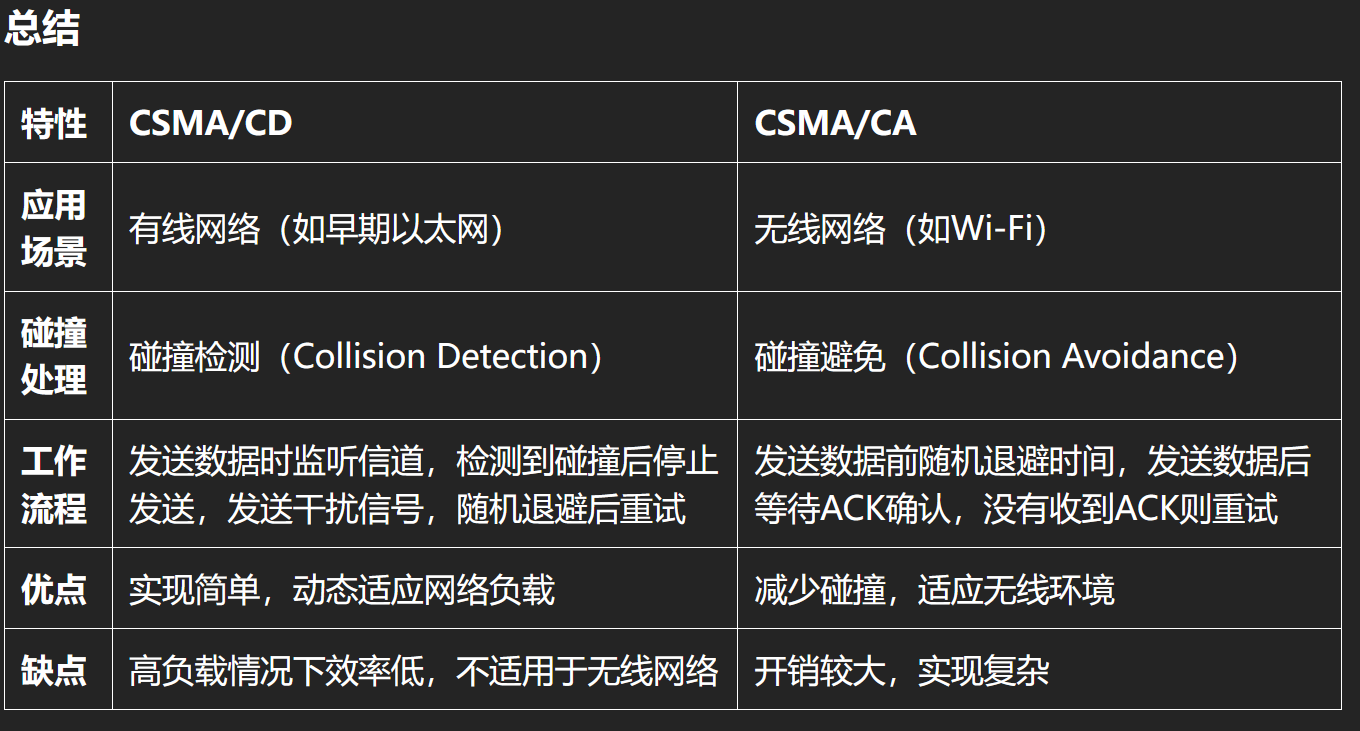 总结
特性
CSMA/CD
CSMA/CA
应用
场景
有线网络（如早期以太网）
无线网络（如Wi-Fi）
碰撞
处理
碰撞检测（Collision Detection）
碰撞避免（Collision Avoidance）
工作
流程
发送数据时监听信道，检测到碰撞后停止
发送，发送干扰信号，随机退避后重试
发送数据前随机退避时间，发送数据后
等待ACK确认，没有收到ACK则重试
优点
实现简单，动态适应网络负载
减少碰撞，适应无线环境
缺点
高负载情况下效率低，不适用于无线网络
开销较大，实现复杂